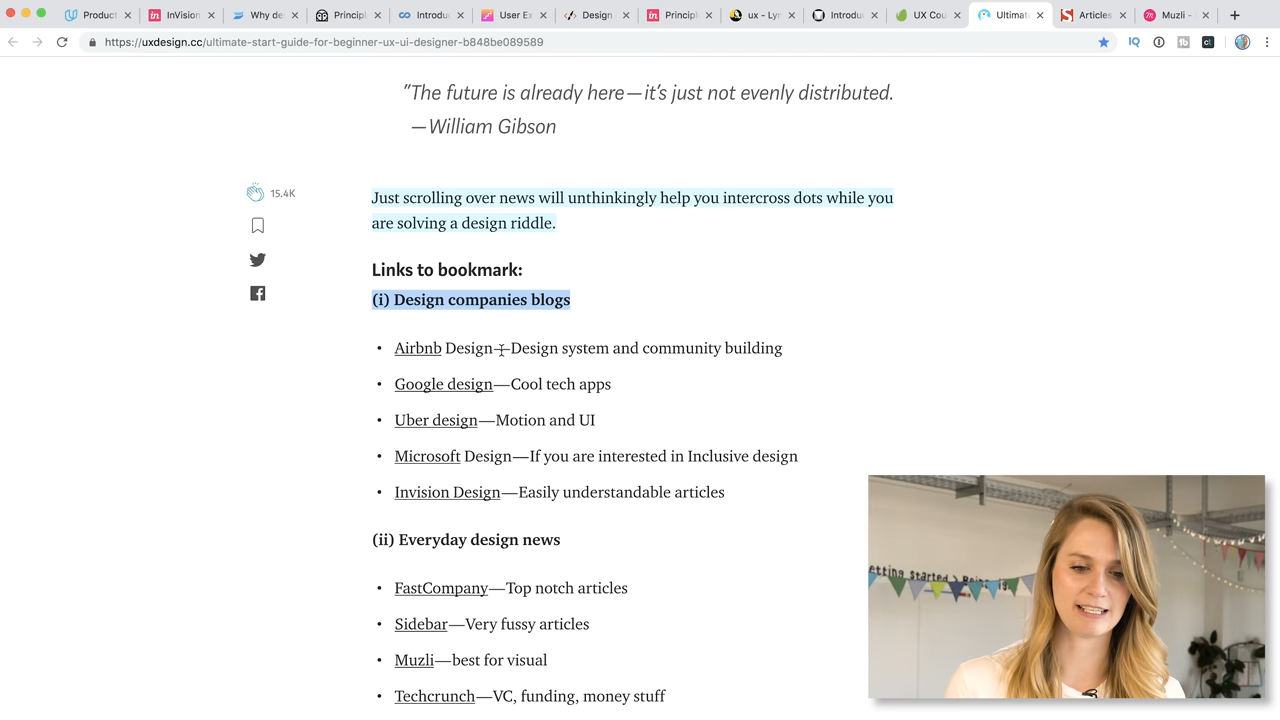 Product
InVision
Why de
Principl
Introdu
User Ex
Design
Principl
ux – Lyn
Introdu
UX Cou
Ultimat
Articles
Muzli -
https://uxdesign.cc/ultimate-start-guide-for-beginner-ux-ui-designer-b848be089589
"The future is already here—it's just not evenly distributed.
—William Gibson
15.4K
Just scrolling over news will unthinkingly help you intercross dots while you
are solving a design riddle.
Links to bookmark:
(i) Design companies blogs
• Airbnb Design—Design system and community building
• Google design—Cool tech apps
• Uber design—Motion and UI
• Microsoft Design—If you are interested in Inclusive design
• Invision Design—Easily understandable articles
(ii) Everyday design news
• FastCompany—Top notch articles
• Sidebar—Very fussy articles
• Muzli—best for visual
• Techcrunch—VC, funding, money stuff
etting started